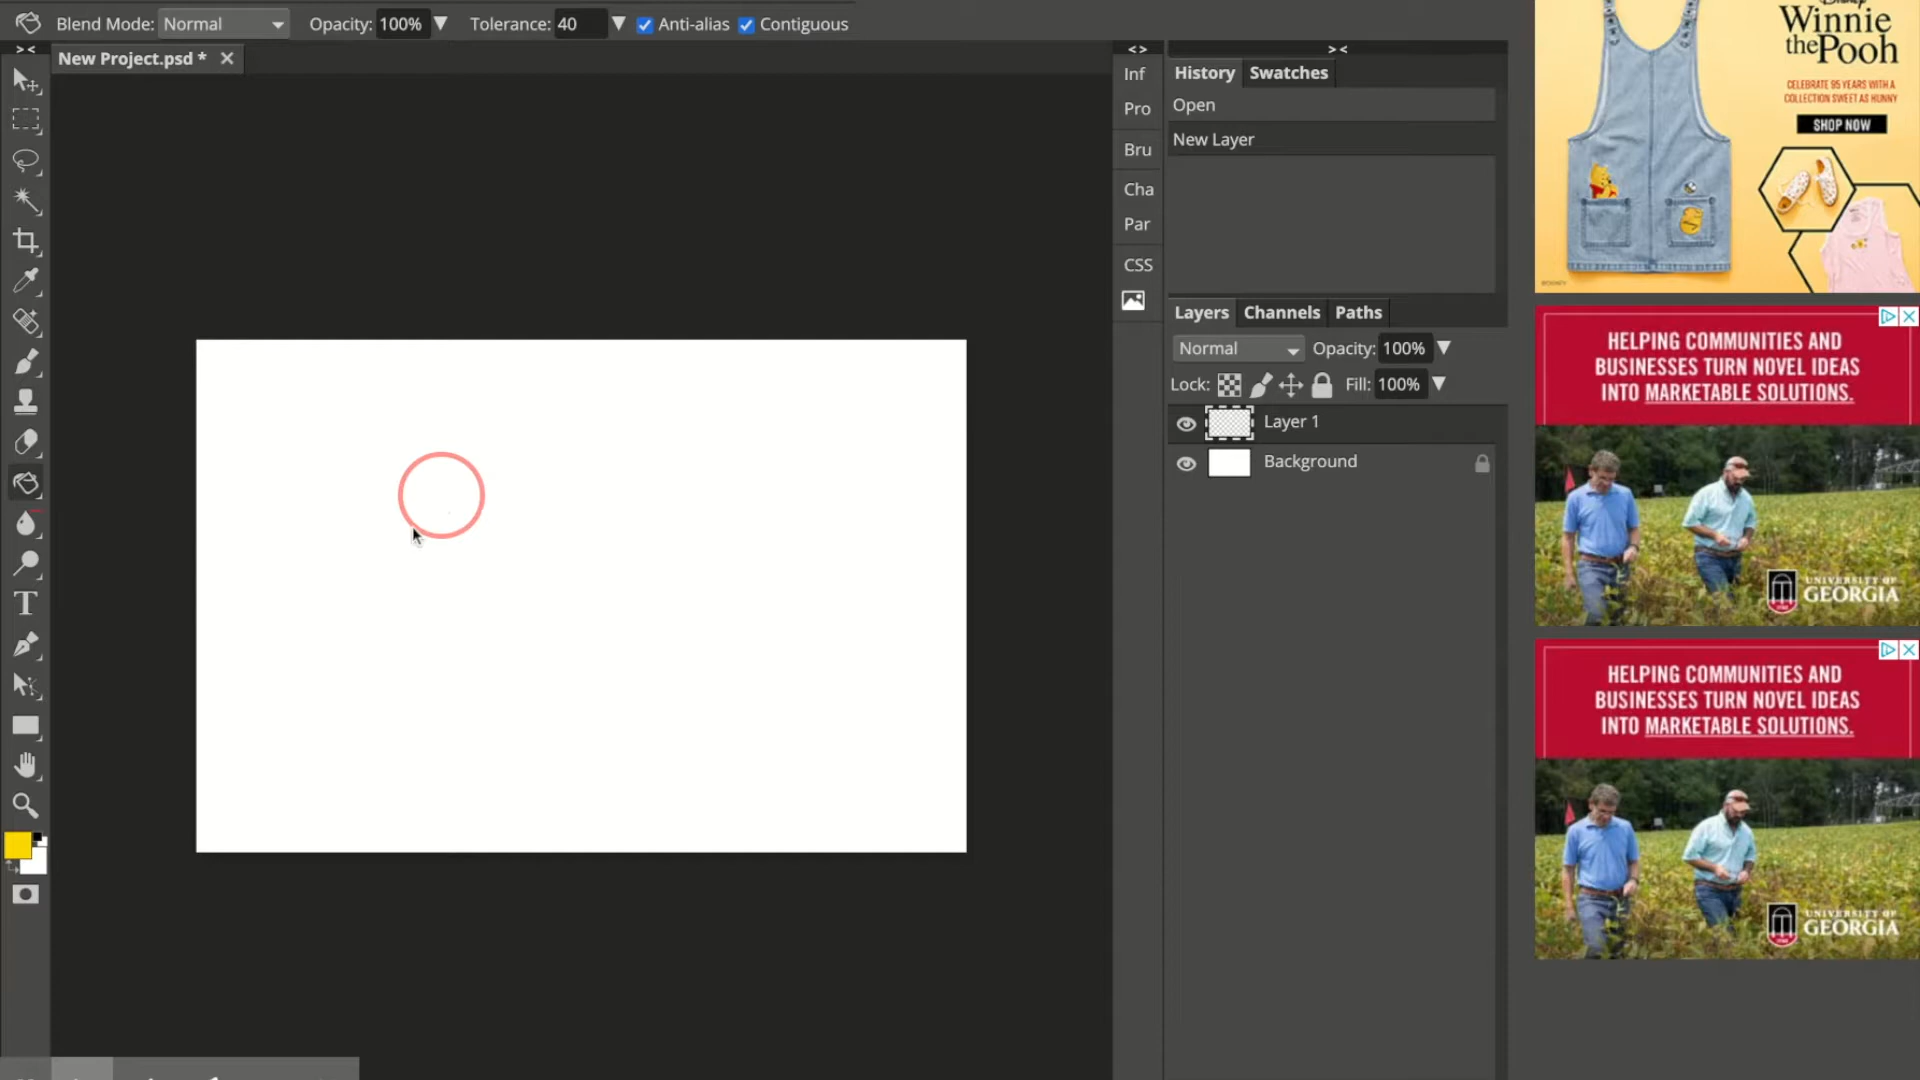 Blend Mode: Normal Opacity: 100% Tolerance: 40 Anti-alias Contiguous
New Project.psd *
Inf
Pro
Bru
Cha
Par
CSS
History Swatches
Open
New Layer
Layers Channels Paths
Normal Opacity: 100%
Lock: Fill: 100%
Layer 1
Background
T
Winnie
the Pooh
CELEBRATE 95 YEARS WITH A
COLLECTION SWEET AS HUNNY
SHOP NOW
HELPING COMMUNITIES AND
BUSINESSES TURN NOVEL IDEAS
INTO MARKETABLE SOLUTIONS.
UNIVERSITY OF
GEORGIA
HELPING COMMUNITIES AND
BUSINESSES TURN NOVEL IDEAS
INTO MARKETABLE SOLUTIONS.
UNIVERSITY OF
GEORGIA